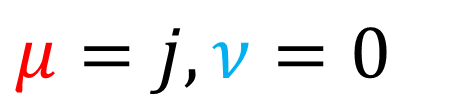 μ = j, ν = 0